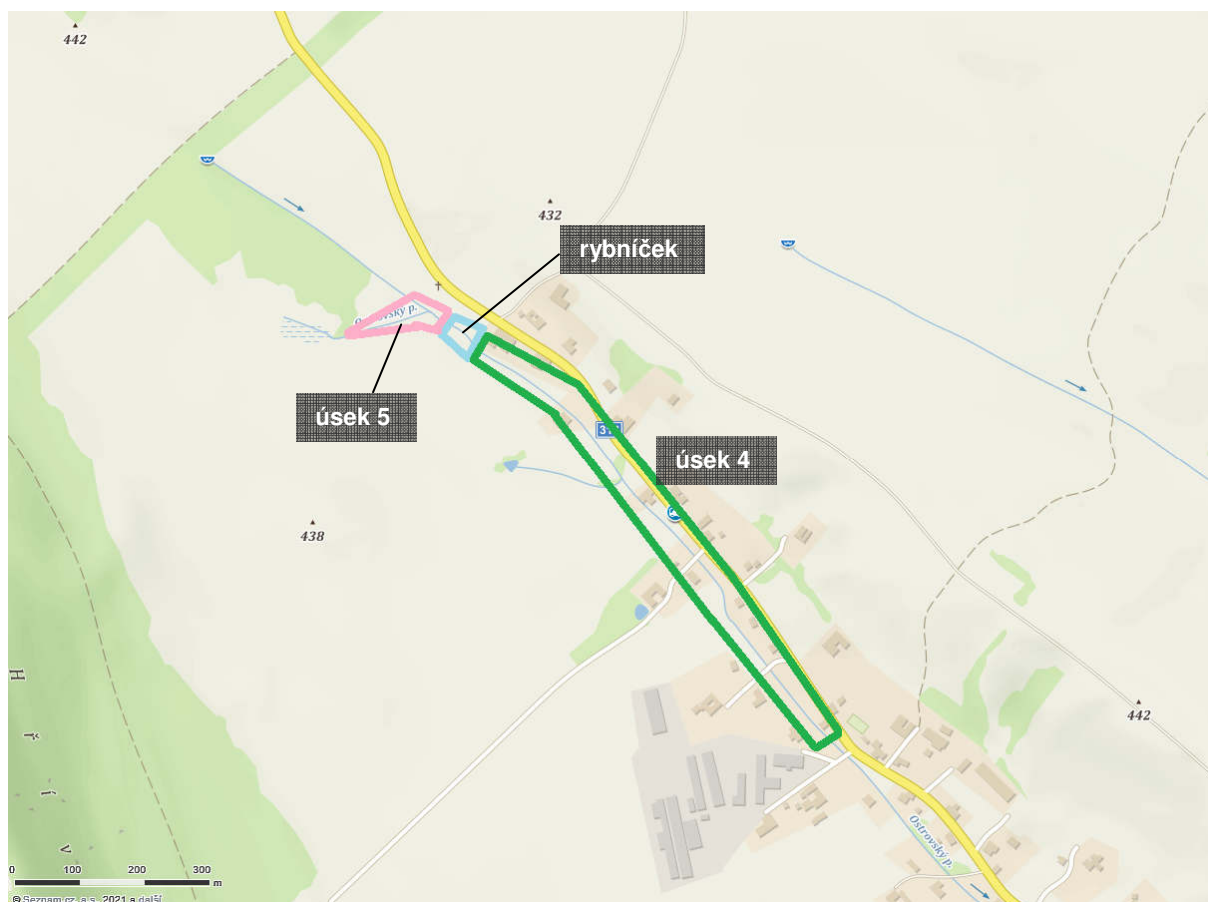 442
432
rybníček
Ostrovský p.
úsek 5
úsek 4
438
442
H
ř
í
v
Ostrovský p.
0 100 200 300
m
© Seznam.cz, a.s., 2021 a další